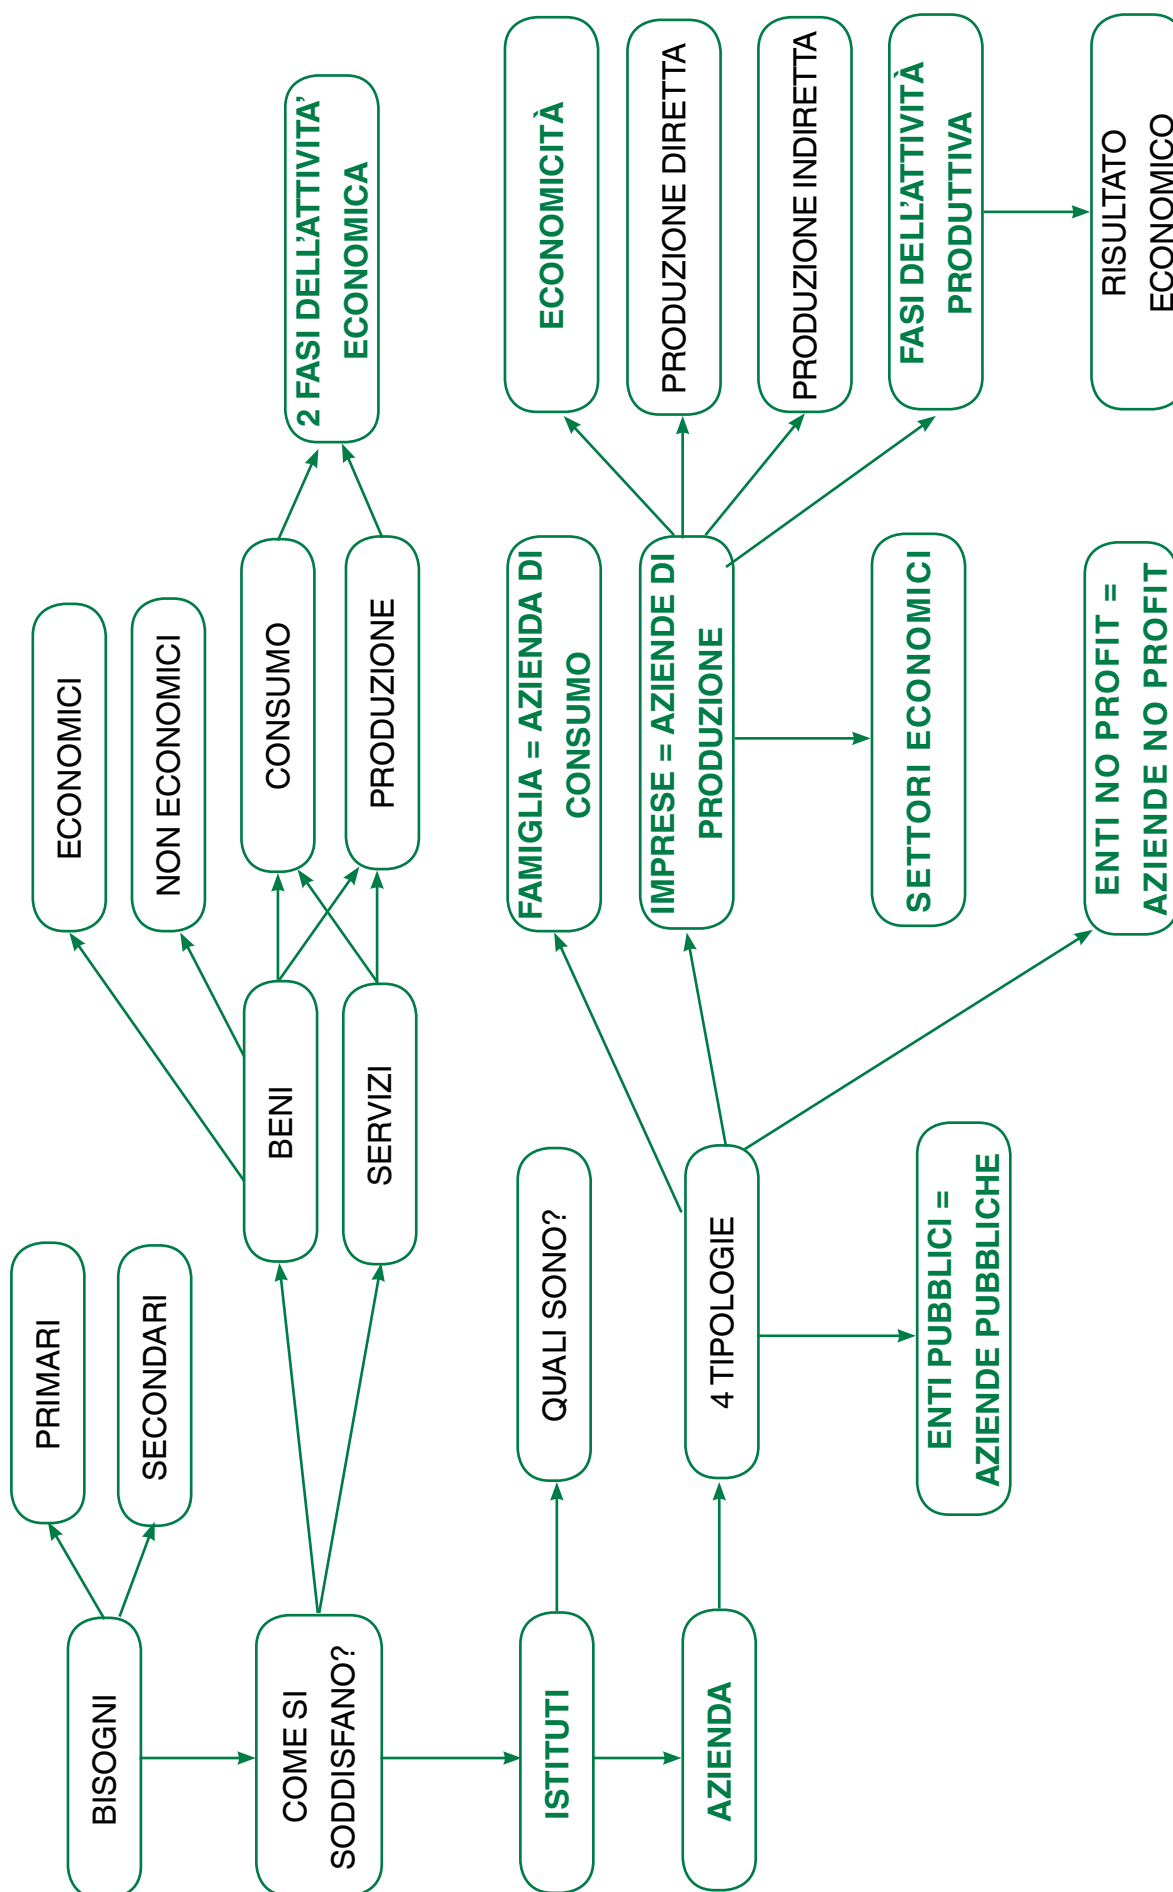 BISOGNI
PRIMARI
SECONDARI
COME SI
SODDISFANO?
BENI
SERVIZI
ECONOMICI
NON ECONOMICI
CONSUMO
PRODUZIONE
2 FASI DELL'ATTIVITA'
ECONOMICA
ISTITUTI
QUALI SONO?
AZIENDA
4 TIPOLOGIE
FAMIGLIA = AZIENDA DI
CONSUMO
IMPRESE = AZIENDE DI
PRODUZIONE
ECONOMICITÀ
PRODUZIONE DIRETTA
PRODUZIONE INDIRETTA
FASI DELL'ATTIVITÀ
PRODUTTIVA
RISULTATO
ECONOMICO
SETTORI ECONOMICI
ENTI PUBBLICI =
AZIENDE PUBBLICHE
ENTI NO PROFIT =
AZIENDE NO PROFIT